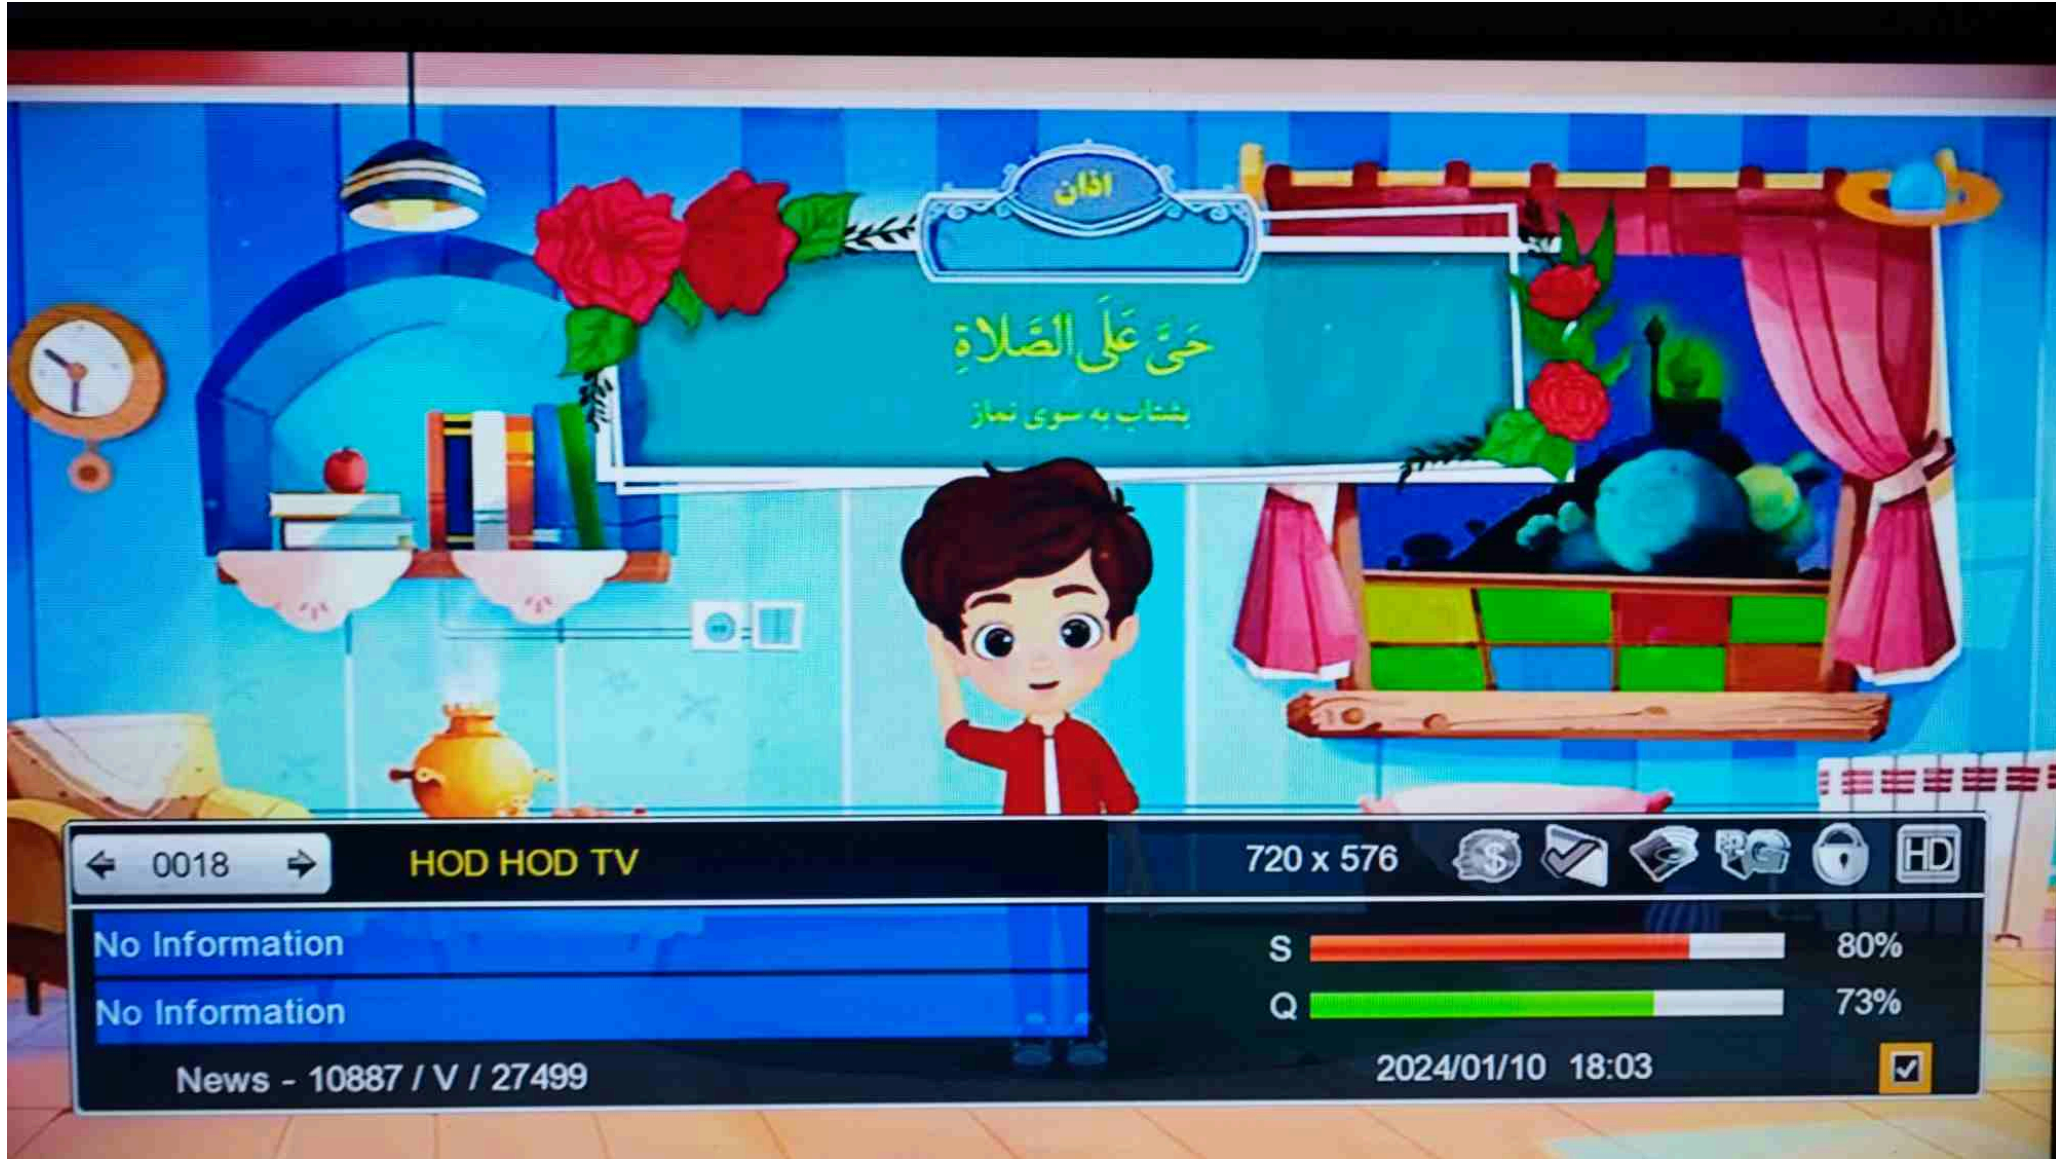 اذان
حَیَّ عَلَی الصَّلاةِ
بشتاب به سوی نماز
0018
HOD HOD TV
720 x 576
HD
No Information
S 80%
No Information
Q 73%
News - 10887 / V / 27499
2024/01/10 18:03